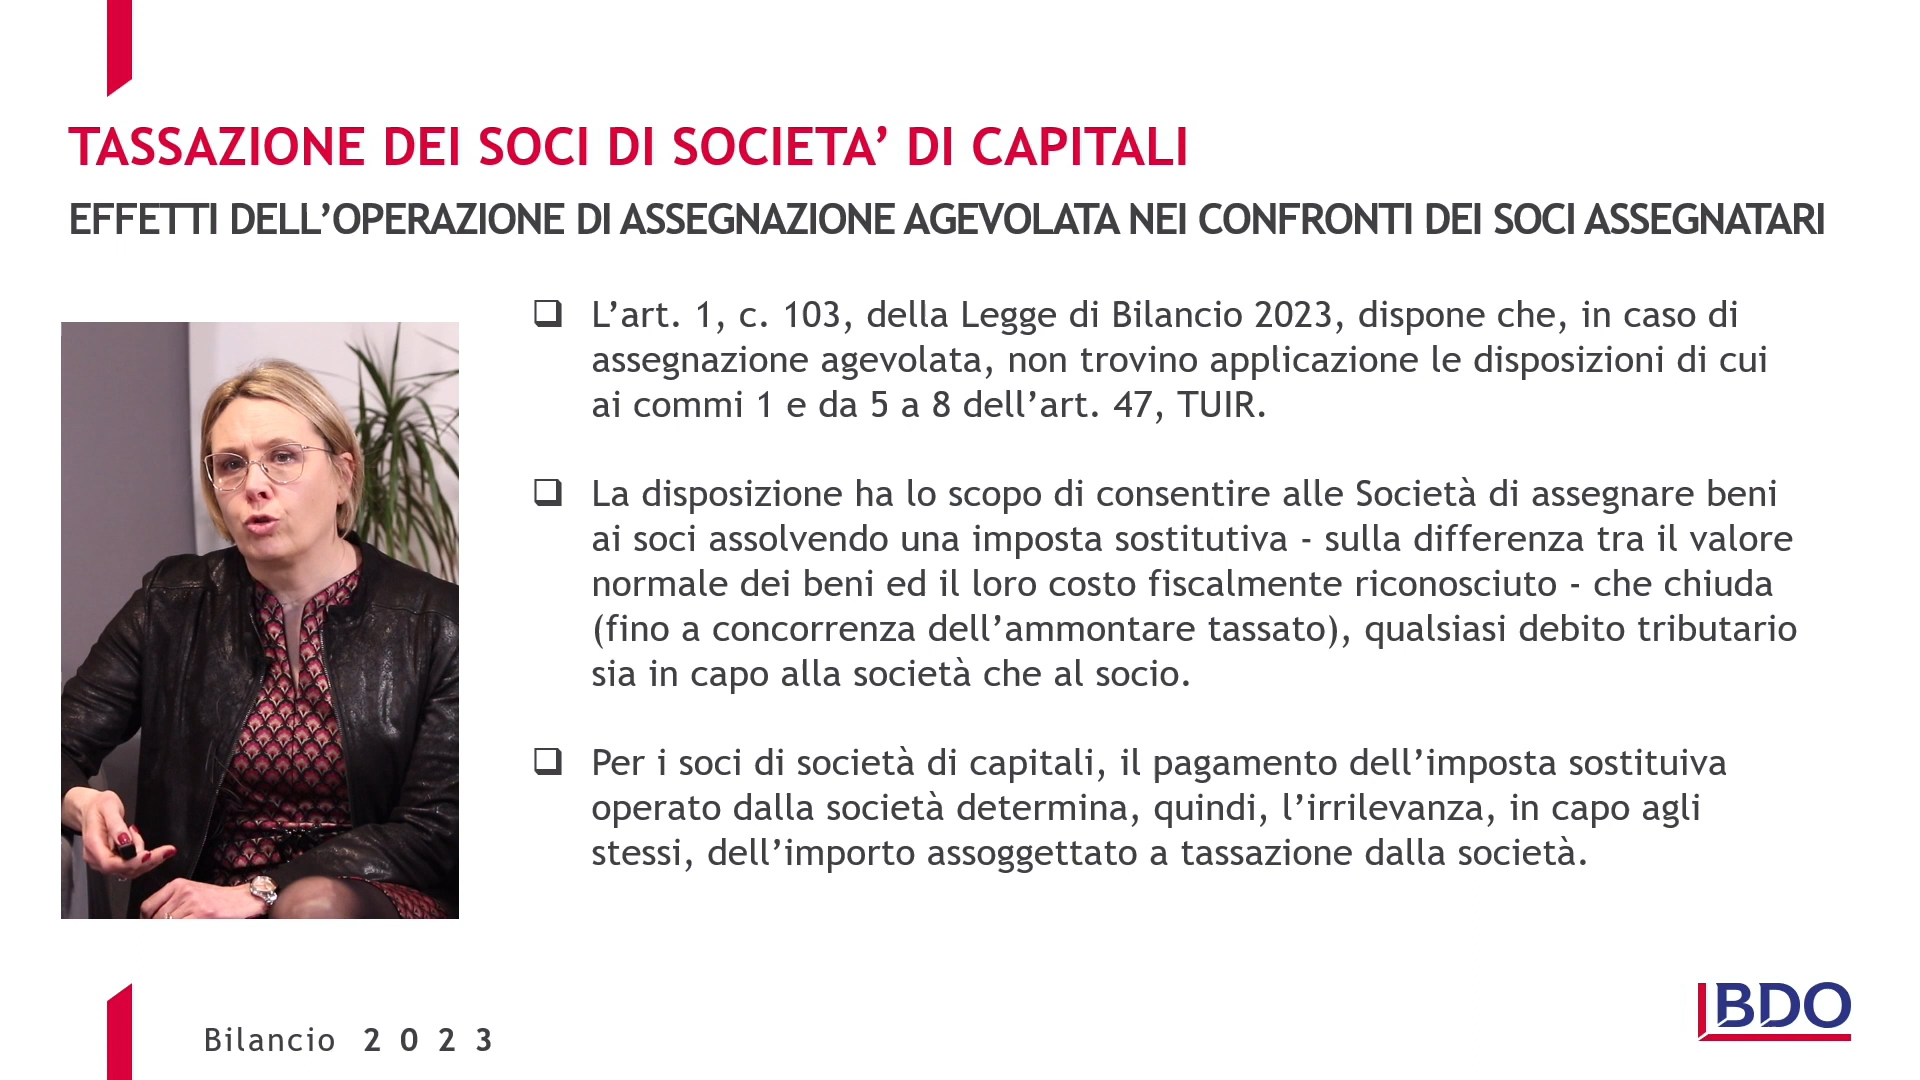 TASSAZIONE DEI SOCI DI SOCIETA’ DI CAPITALI
EFFETTI DELL’OPERAZIONE DI ASSEGNAZIONE AGEVOLATA NEI CONFRONTI DEI SOCI ASSEGNATARI
❑ L’art. 1, c. 103, della Legge di Bilancio 2023, dispone che, in caso di
assegnazione agevolata, non trovino applicazione le disposizioni di cui
ai commi 1 e da 5 a 8 dell’art. 47, TUIR.
❑ La disposizione ha lo scopo di consentire alle Società di assegnare beni
ai soci assolvendo una imposta sostitutiva - sulla differenza tra il valore
normale dei beni ed il loro costo fiscalmente riconosciuto - che chiuda
(fino a concorrenza dell’ammontare tassato), qualsiasi debito tributario
sia in capo alla società che al socio.
❑ Per i soci di società di capitali, il pagamento dell’imposta sostituiva
operato dalla società determina, quindi, l’irrilevanza, in capo agli
stessi, dell’importo assoggettato a tassazione dalla società.
Bilancio 2023
BDO